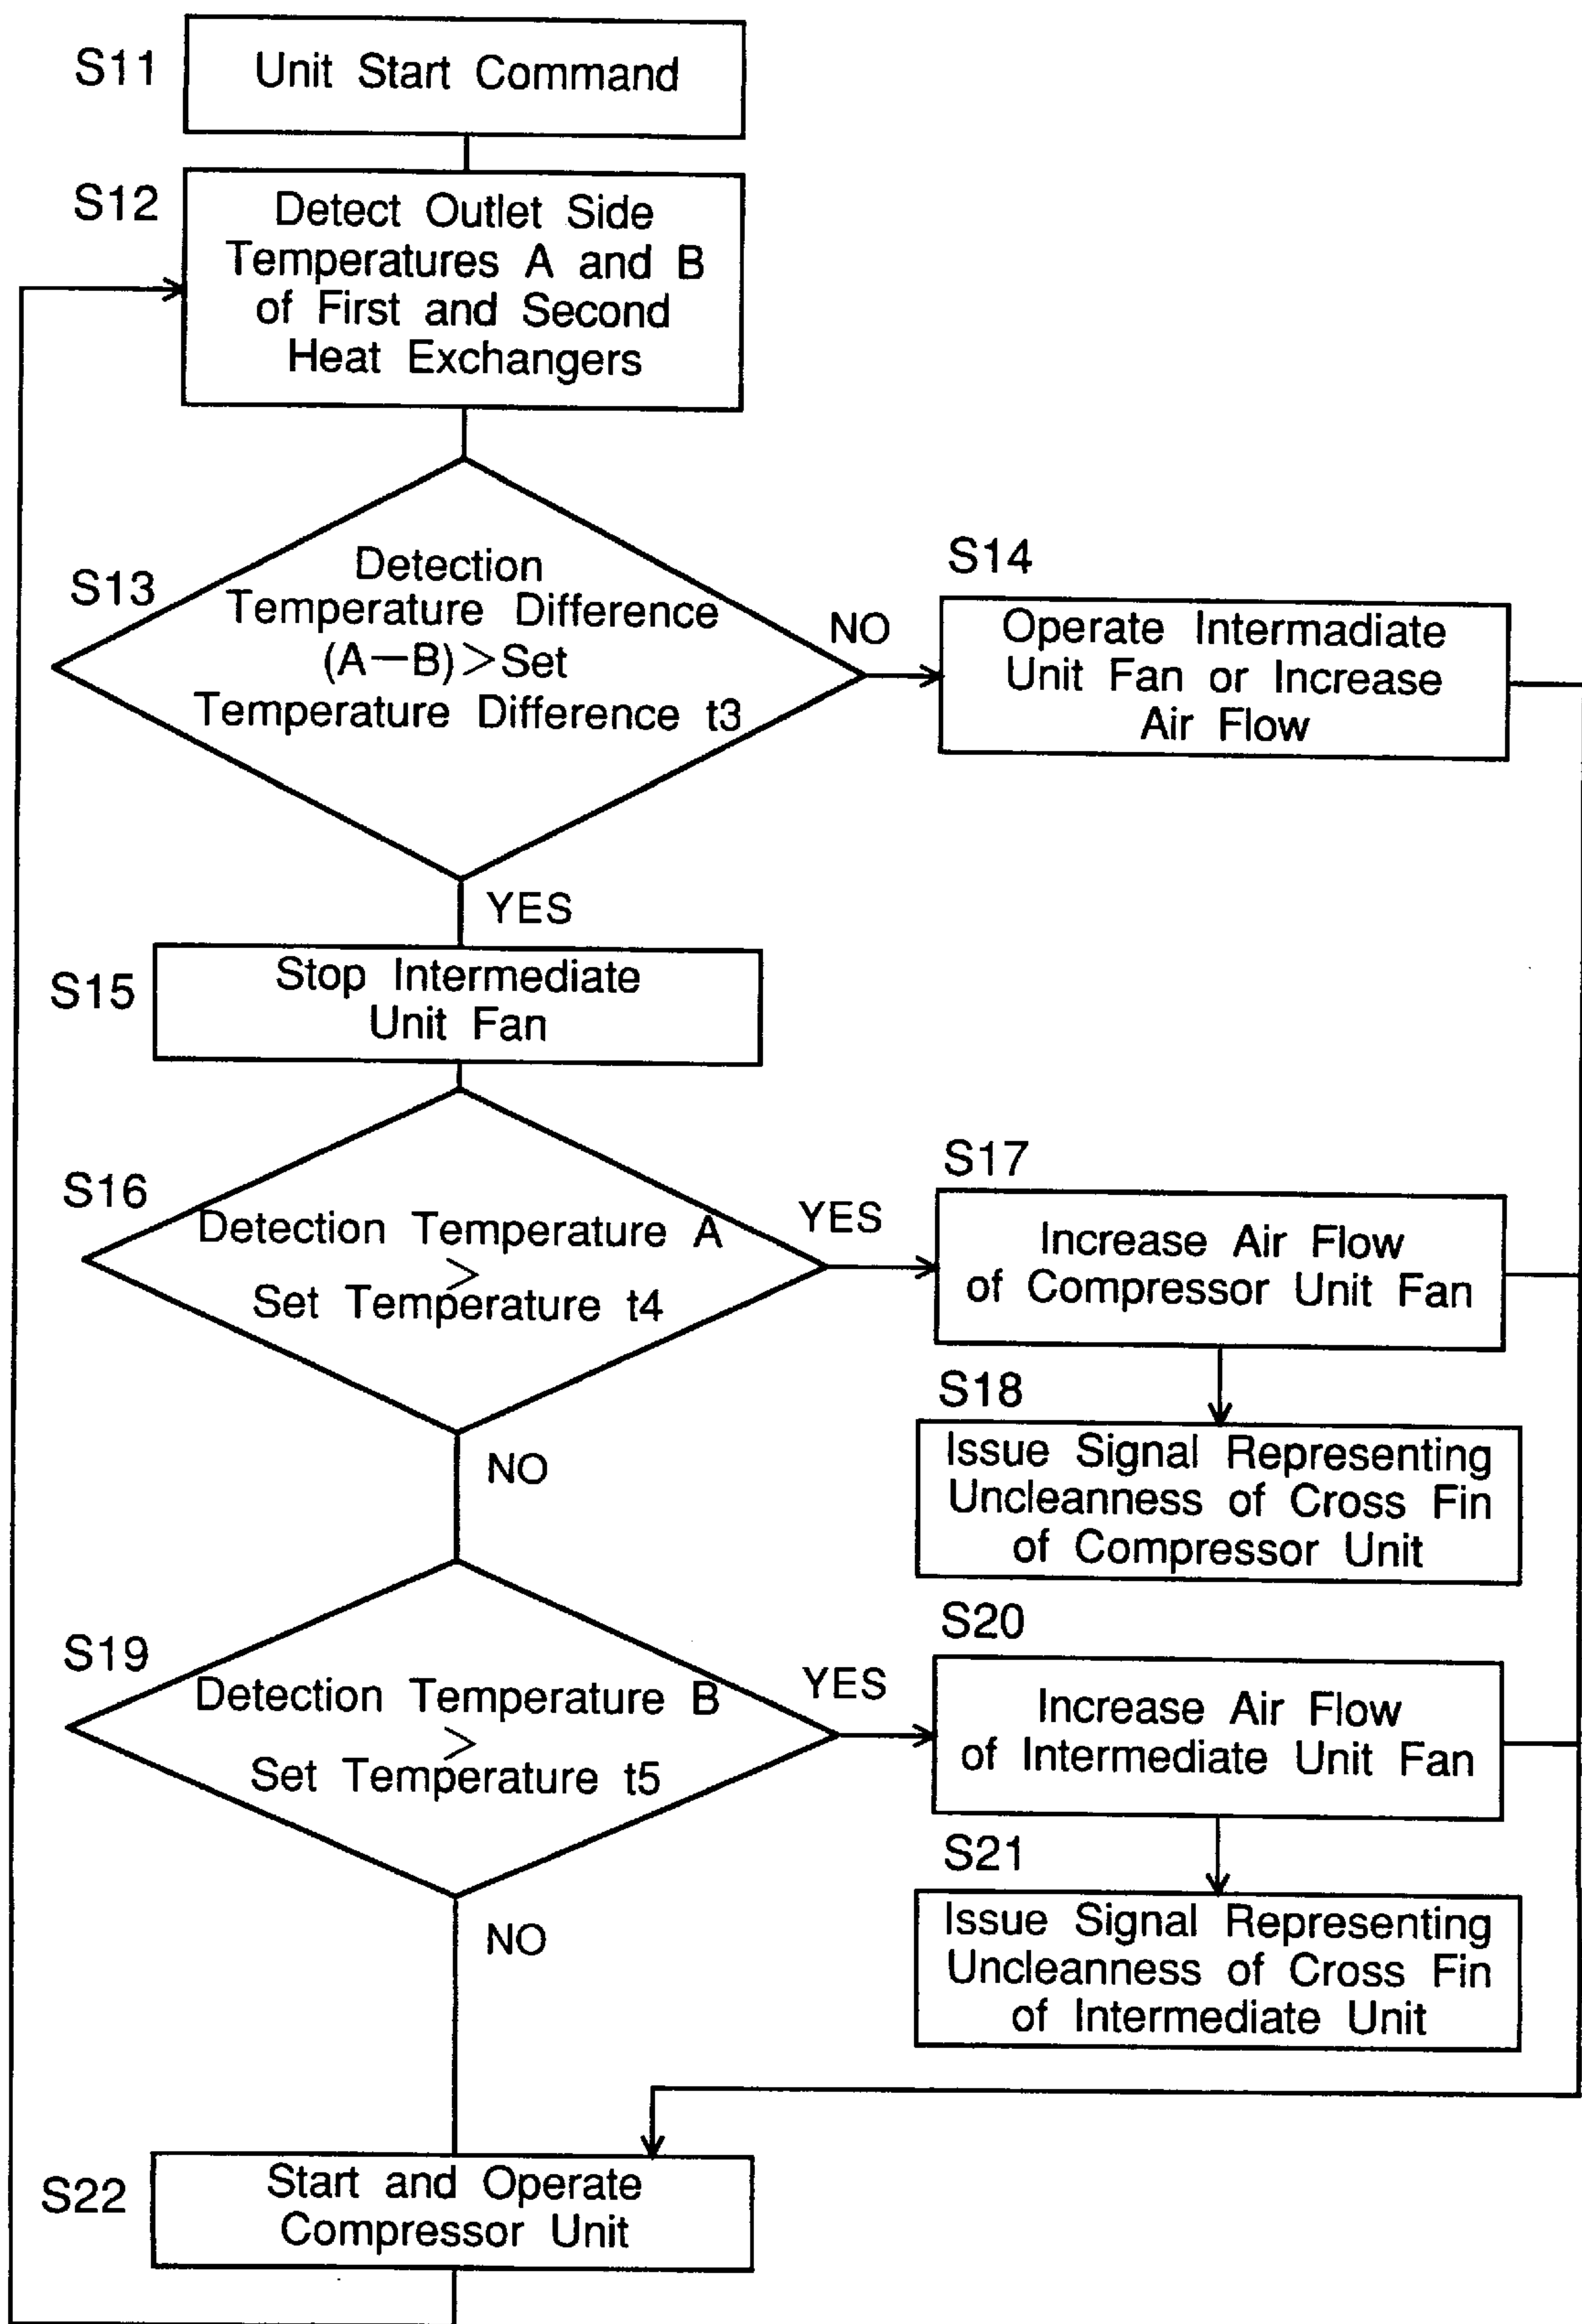 S11
Unit Start Command
S12
Detect Outlet Side
Temperatures A and B
of First and Second
Heat Exchangers
S13
Detection
Temperature Difference
(A—B)>Set
Temperature Difference t3
NO
S14
Operate Intermadiate
Unit Fan or Increase
Air Flow
YES
S15
Stop Intermediate
Unit Fan
S16
Detection Temperature A
>
Set Temperature t4
YES
S17
Increase Air Flow
of Compressor Unit Fan
S18
Issue Signal Representing
Uncleanness of Cross Fin
of Compressor Unit
NO
S19
Detection Temperature B
>
Set Temperature t5
YES
S20
Increase Air Flow
of Intermediate Unit Fan
S21
Issue Signal Representing
Uncleanness of Cross Fin
of Intermediate Unit
NO
S22
Start and Operate
Compressor Unit